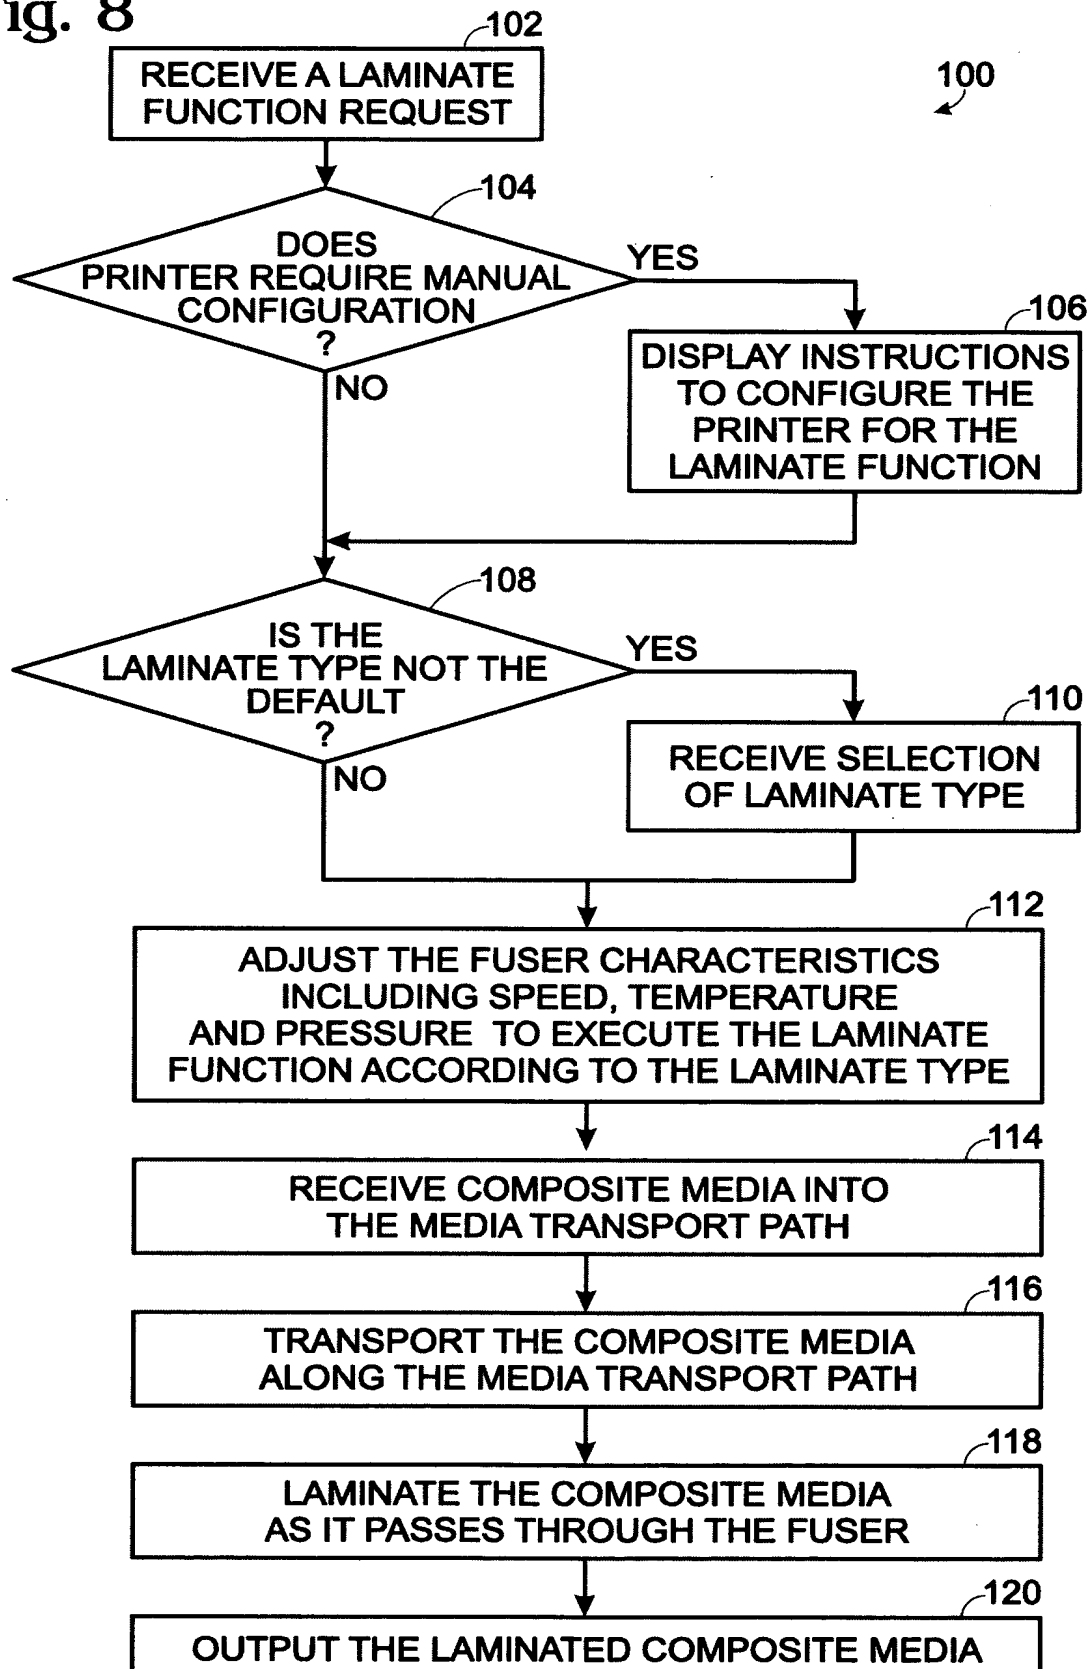 ig. 8
102
RECEIVE A LAMINATE
FUNCTION REQUEST
100
104
DOES
PRINTER REQUIRE MANUAL
CONFIGURATION
?
YES
NO
106
DISPLAY INSTRUCTIONS
TO CONFIGURE THE
PRINTER FOR THE
LAMINATE FUNCTION
108
IS THE
LAMINATE TYPE NOT THE
DEFAULT
?
YES
NO
110
RECEIVE SELECTION
OF LAMINATE TYPE
112
ADJUST THE FUSER CHARACTERISTICS
INCLUDING SPEED, TEMPERATURE
AND PRESSURE TO EXECUTE THE LAMINATE
FUNCTION ACCORDING TO THE LAMINATE TYPE
114
RECEIVE COMPOSITE MEDIA INTO
THE MEDIA TRANSPORT PATH
116
TRANSPORT THE COMPOSITE MEDIA
ALONG THE MEDIA TRANSPORT PATH
118
LAMINATE THE COMPOSITE MEDIA
AS IT PASSES THROUGH THE FUSER
120
OUTPUT THE LAMINATED COMPOSITE MEDIA